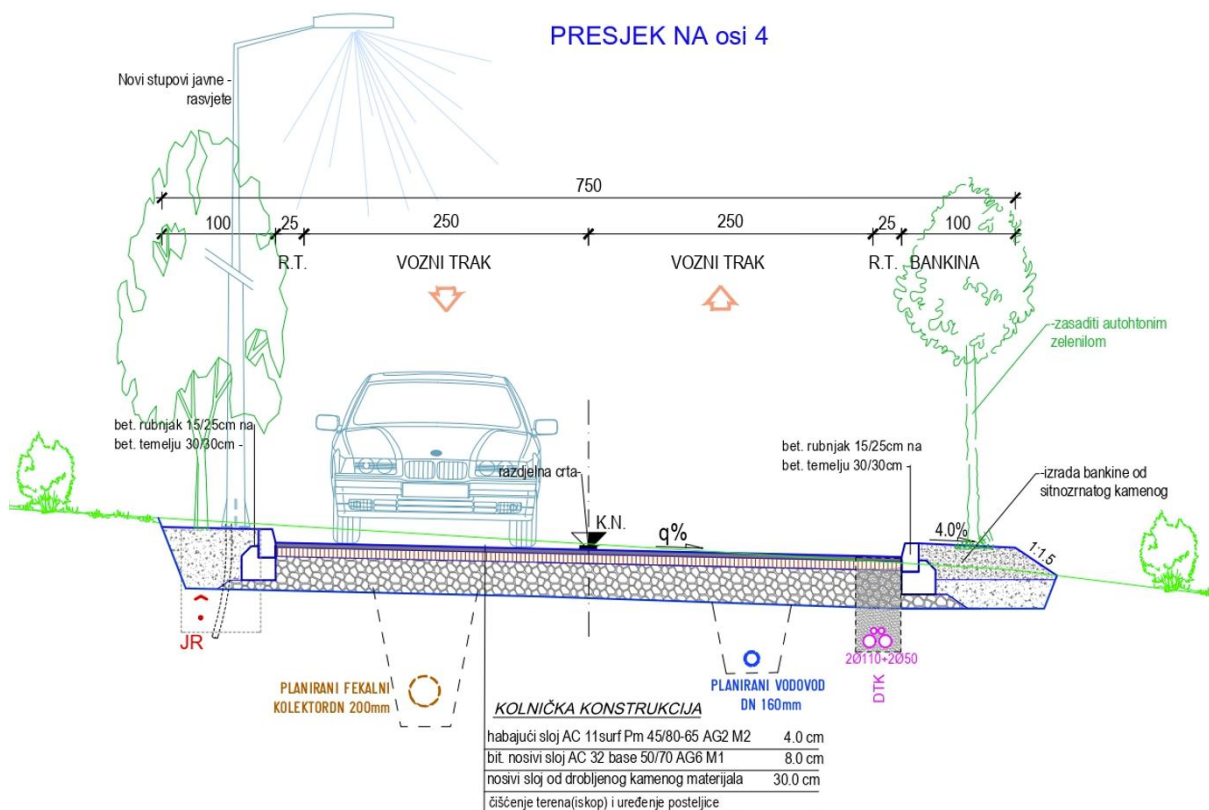 PRESJEK NA osi 4
Novi stupovi javne -
rasvjete
750
100 25 250 250 25 100
R.T. VOZNI TRAK VOZNI TRAK R.T. BANKINA
-zasaditi autohtonim
zelenilom
bet. rubnjak 15/25cm na
bet. temelju 30/30cm -
razdjelna crta-
bet. rubnjak 15/25cm na
bet. temelju 30/30cm
-izrada bankine od
sitnozrnatog kamenog
K.N.
q%
4.0%
1:1.5
JR
PLANIRANI FEKALNI
KOLEKTORDN 200mm
PLANIRANI VODOVOD
DN 160mm
2Ø110+2Ø50
DTK
KOLNIČKA KONSTRUKCIJA
habajući sloj AC 11surf Pm 45/80-65 AG2 M2 4.0 cm
bit. nosivi sloj AC 32 base 50/70 AG6 M1 8.0 cm
nosivi sloj od drobljenog kamenog materijala 30.0 cm
čišćenje terena(iskop) i uređenje posteljice